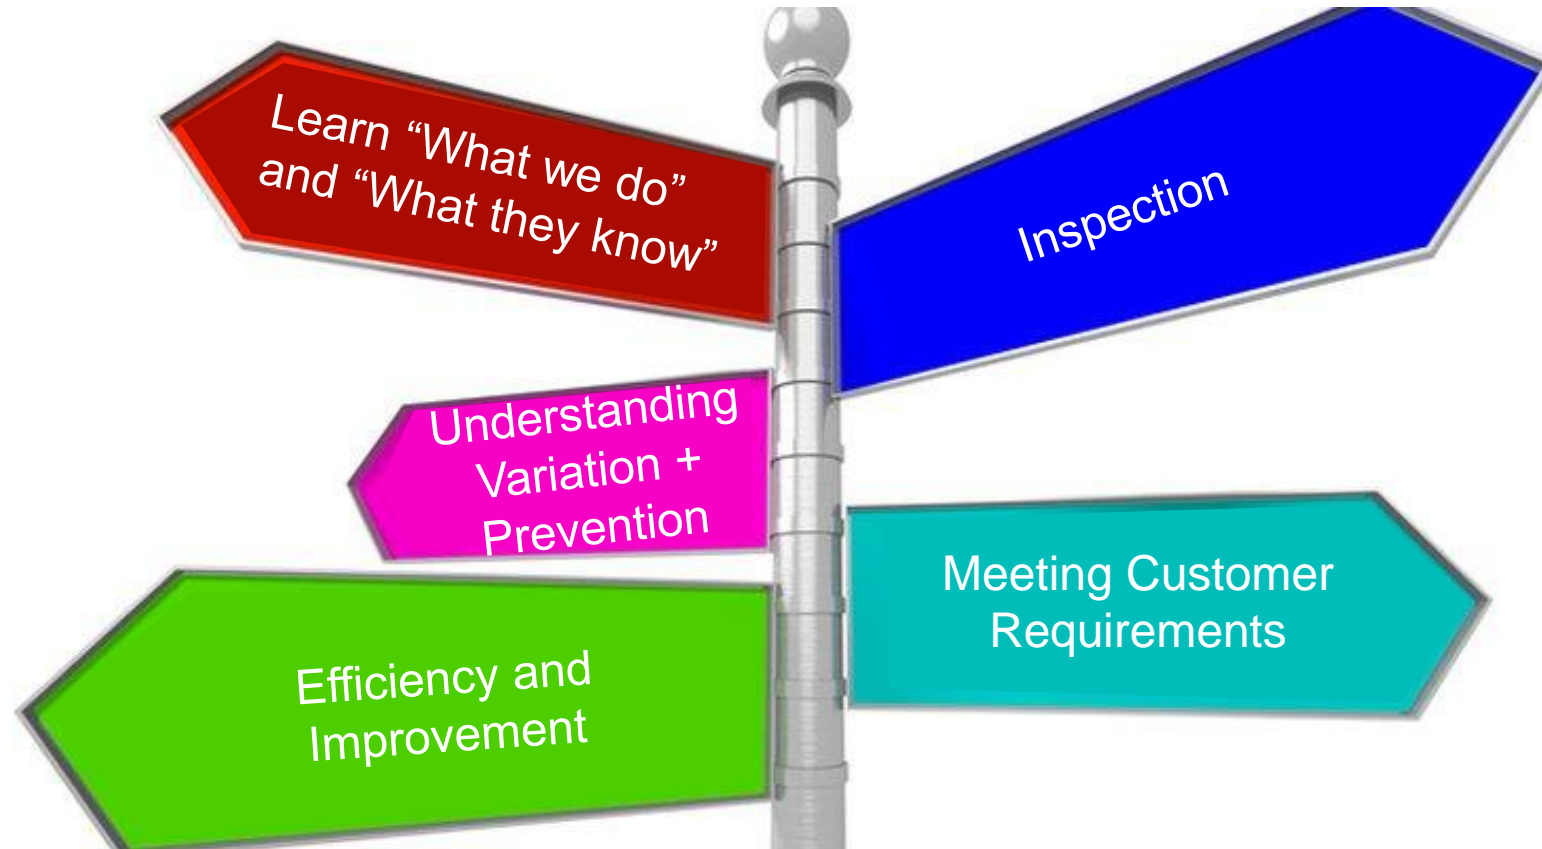 Learn “What we do”
and “What they know”
Inspection
Understanding
Variation +
Prevention
Meeting Customer
Requirements
Efficiency and
Improvement